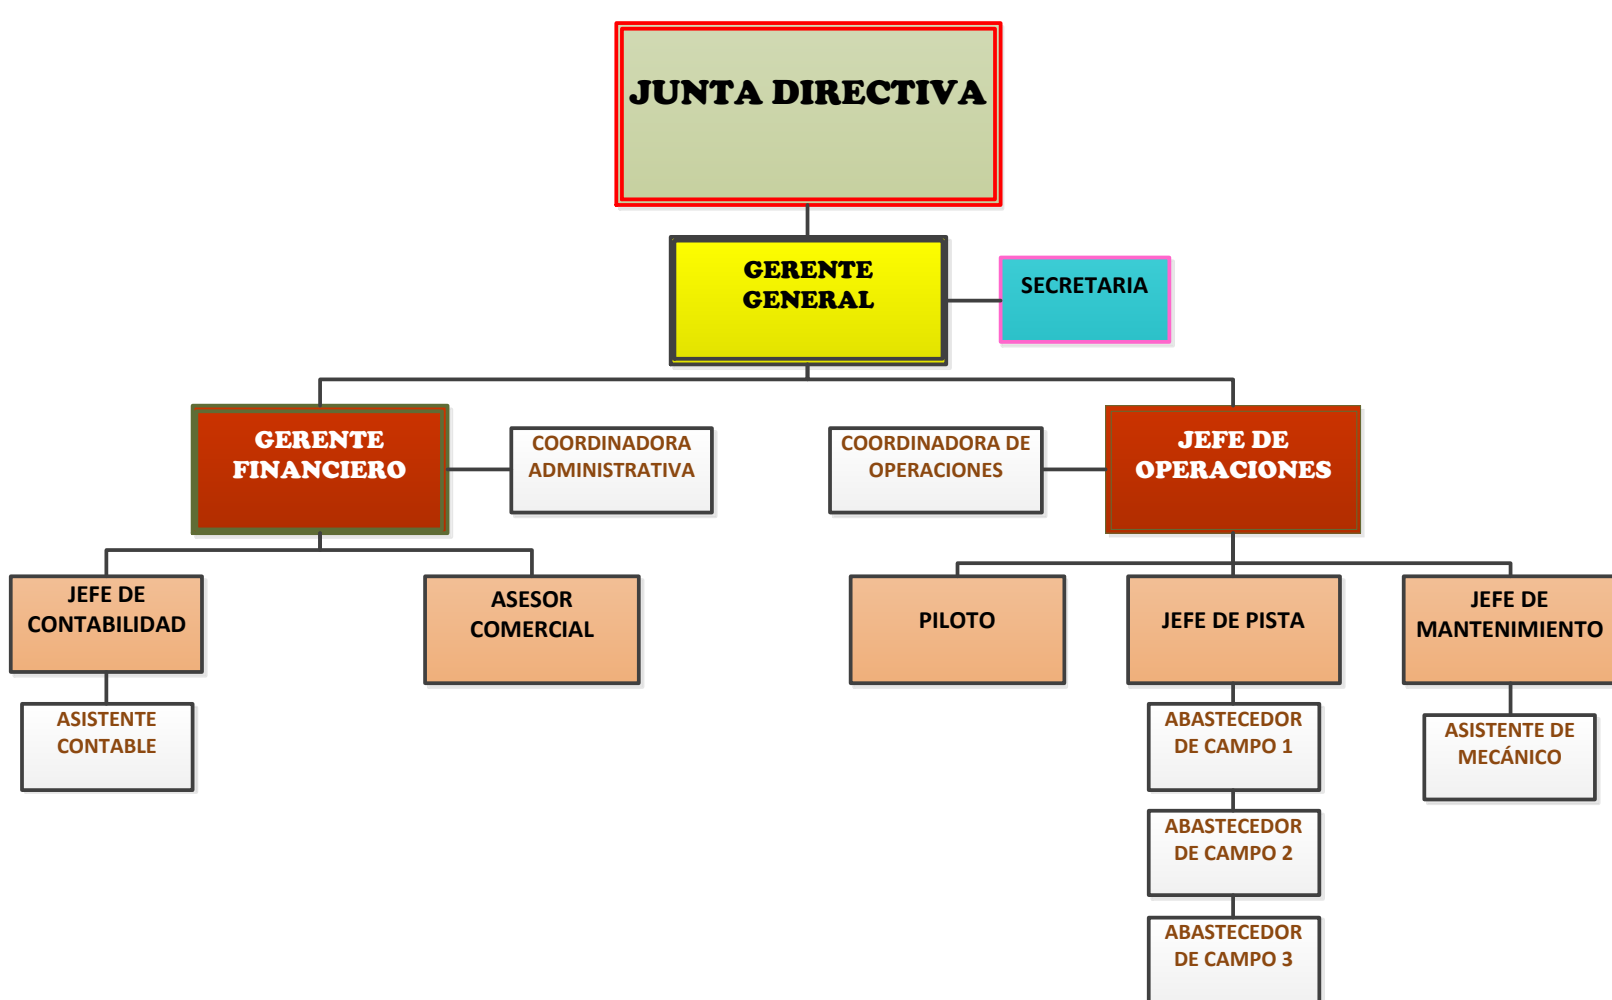 JUNTA DIRECTIVA
GERENTE
GENERAL
SECRETARIA
GERENTE
FINANCIERO
COORDINADORA
ADMINISTRATIVA
COORDINADORA DE
OPERACIONES
JEFE DE
OPERACIONES
JEFE DE
CONTABILIDAD
ASESOR
COMERCIAL
PILOTO
JEFE DE PISTA
JEFE DE
MANTENIMIENTO
ASISTENTE
CONTABLE
ABASTECEDOR
DE CAMPO 1
ASISTENTE DE
MECÁNICO
ABASTECEDOR
DE CAMPO 2
ABASTECEDOR
DE CAMPO 3